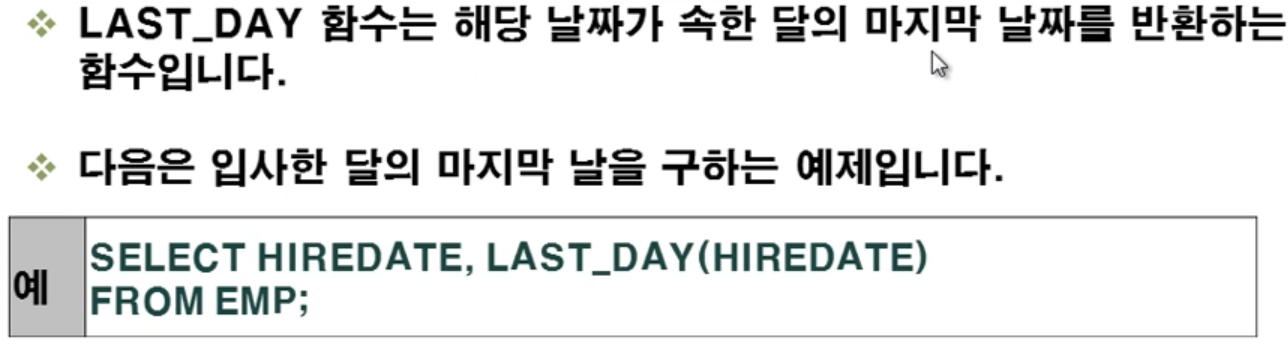 LAST_DAY 함수는 해당 날짜가 속한 달의 마지막 날짜를 반환하는
함수입니다.
다음은 입사한 달의 마지막 날을 구하는 예제입니다.
예
SELECT HIREDATE, LAST_DAY(HIREDATE)
FROM EMP;